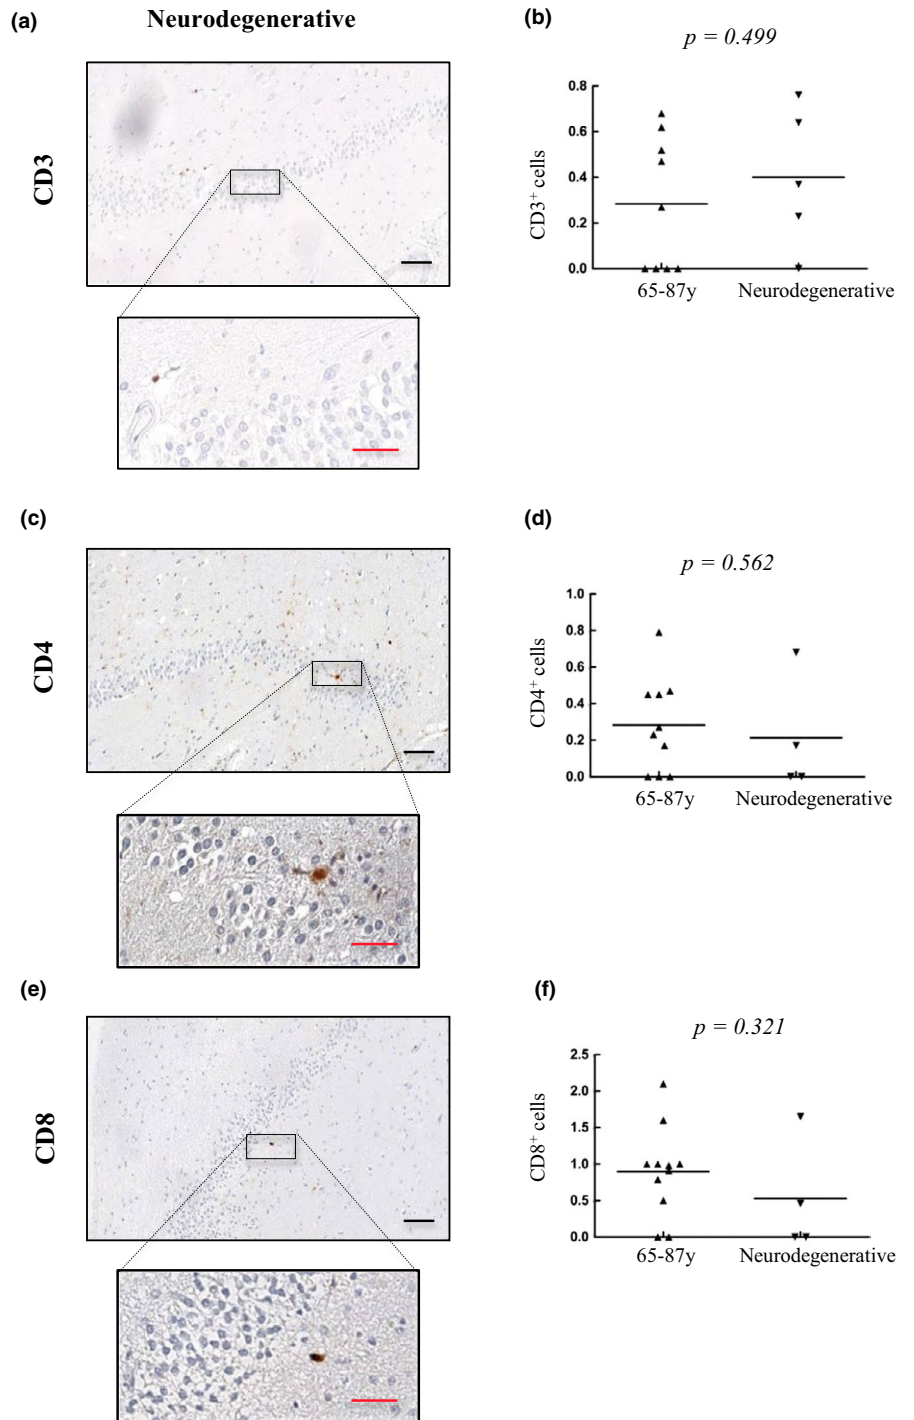 (a)
Neurodegenerative
CD3
(b)
p = 0.499
CD3⁺ cells
0.8
0.6
0.4
0.2
0.0
65-87y
Neurodegenerative
(c)
CD4
(d)
p = 0.562
CD4⁺ cells
1.0
0.8
0.6
0.4
0.2
0.0
65-87y
Neurodegenerative
(e)
CD8
(f)
p = 0.321
CD8⁺ cells
2.5
2.0
1.5
1.0
0.5
0.0
65-87y
Neurodegenerative